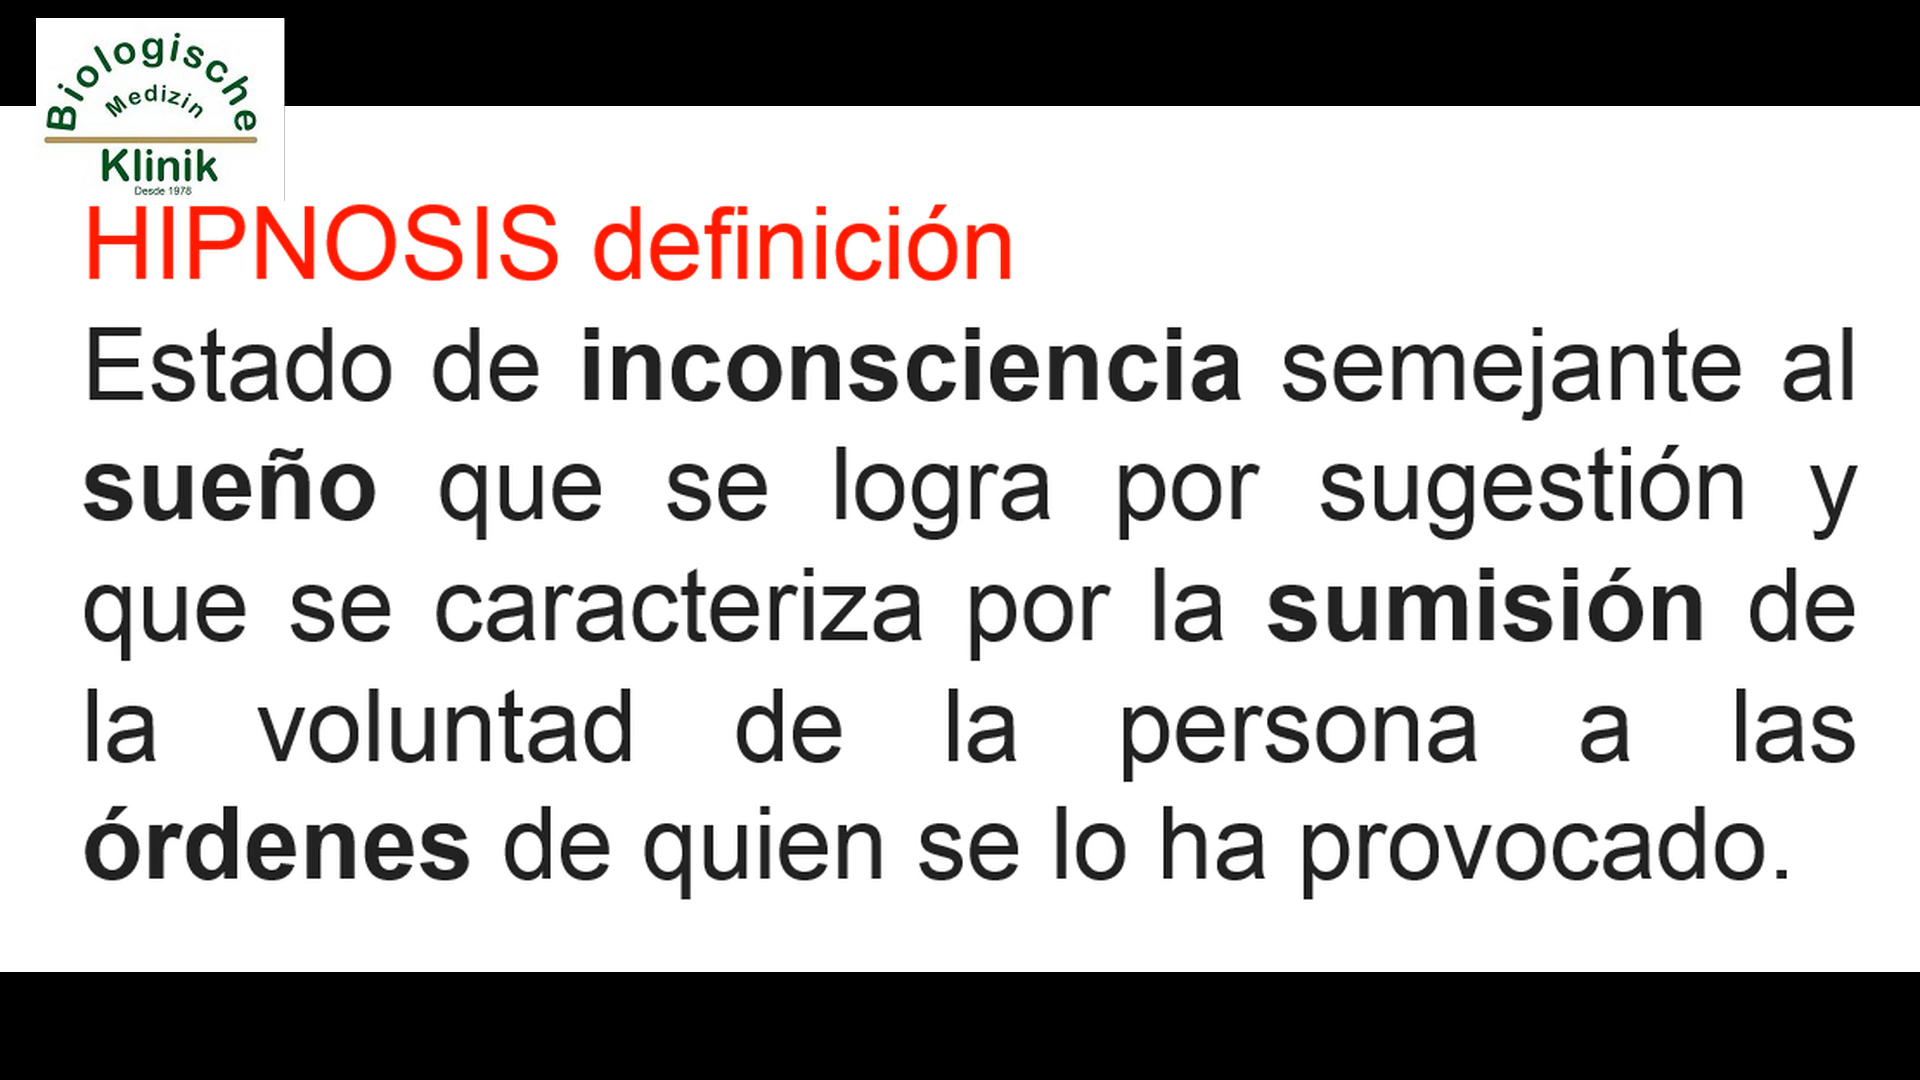 Biologische
Medizin
Klinik
Desde 1978
HIPNOSIS definición
Estado de inconsciencia semejante al
sueño que se logra por sugestión y
que se caracteriza por la sumisión de
la voluntad de la persona a las
órdenes de quien se lo ha provocado.